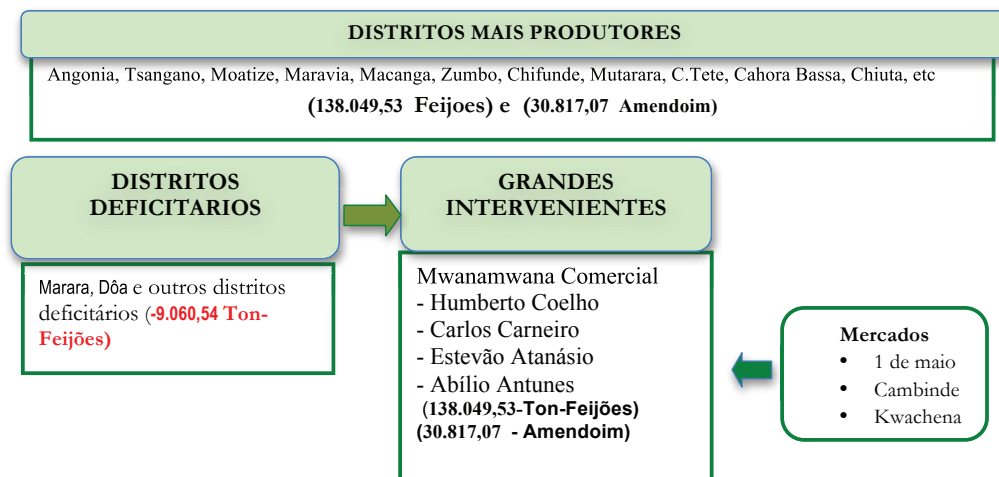 DISTRITOS MAIS PRODUTORES
Angonia, Tsangano, Moatize, Maravia, Macanga, Zumbo, Chifunde, Mutarara, C.Tete, Cahora Bassa, Chiuta, etc
(138.049,53 Feijoes) e (30.817,07 Amendoim)
DISTRITOS
DEFICITARIOS
Marara, Dôa e outros distritos
deficitários (-9.060,54 Ton-
Feijões)
GRANDES
INTERVENIENTES
Mwanamwana Comercial
- Humberto Coelho
- Carlos Carneiro
- Estevão Atanásio
- Abílio Antunes
(138.049,53-Ton-Feijões)
(30.817,07 - Amendoim)
Mercados
• 1 de maio
• Cambinde
• Kwachena